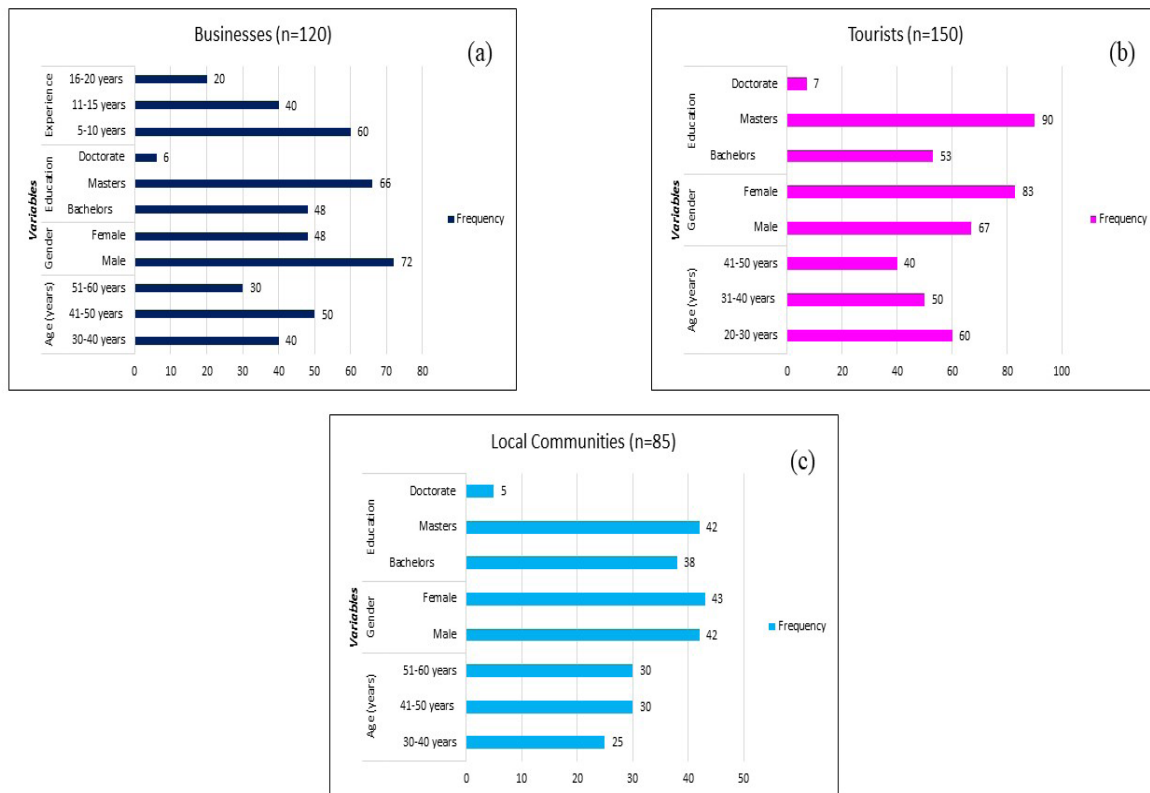 Businesses (n=120)
(a)
Variables
Experience
16-20 years 20
11-15 years 40
5-10 years 60
Education
Doctorate 6
Masters 66
Bachelors 48
Gender
Female 48
Male 72
Age (years)
51-60 years 30
41-50 years 50
30-40 years 40
0 10 20 30 40 50 60 70 80
Frequency
Tourists (n=150)
(b)
Variables
Education
Doctorate 7
Masters 90
Bachelors 53
Gender
Female 83
Male 67
Age (years)
41-50 years 40
31-40 years 50
20-30 years 60
0 20 40 60 80 100
Frequency
Local Communities (n=85)
(c)
Variables
Education
Doctorate 5
Masters 42
Bachelors 38
Gender
Female 43
Male 42
Age (years)
51-60 years 30
41-50 years 30
30-40 years 25
0 10 20 30 40 50
Frequency